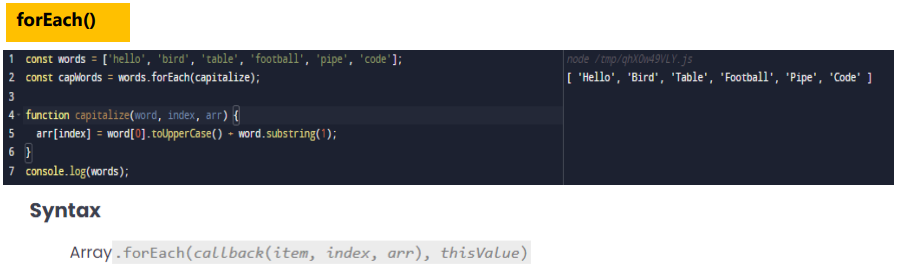 forEach()
1 const words = ['hello', 'bird', 'table', 'football', 'pipe', 'code'];
2 const capWords = words.forEach(capitalize);
3
4 function capitalize(word, index, arr) {
5 arr[index] = word[0].toUpperCase() + word.substring(1);
6 }
7 console.log(words);
node /tmp/qhXOw49VLY.js
[ 'Hello', 'Bird', 'Table', 'Football', 'Pipe', 'Code' ]
Syntax
Array.forEach(callback(item, index, arr), thisValue)